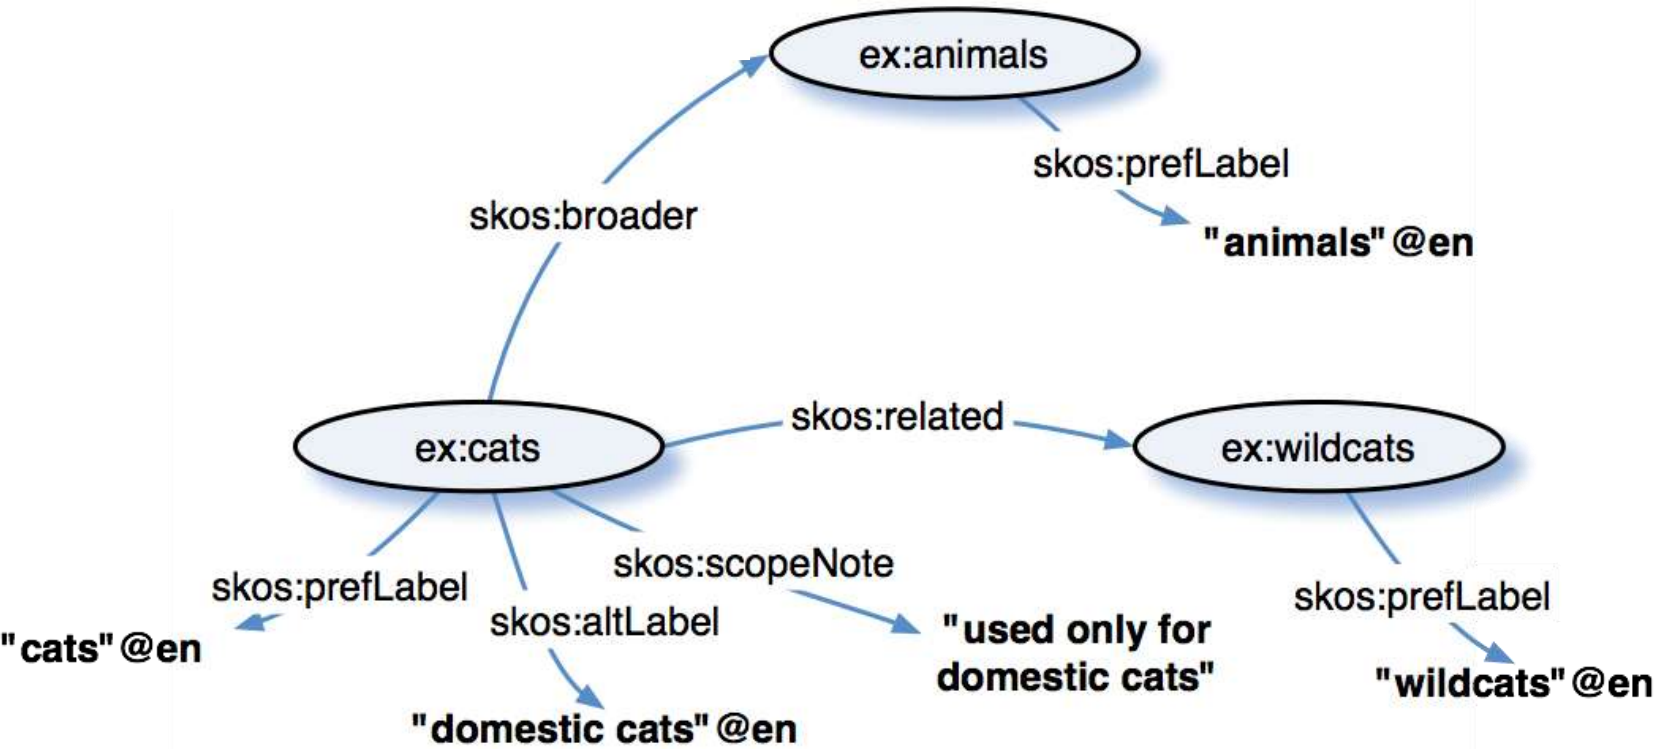 ex:animals
skos:prefLabel
"animals"@en
skos:broader
ex:cats
skos:related
ex:wildcats
skos:prefLabel
"cats"@en
skos:altLabel
"domestic cats"@en
skos:scopeNote
"used only for
domestic cats"
skos:prefLabel
"wildcats"@en